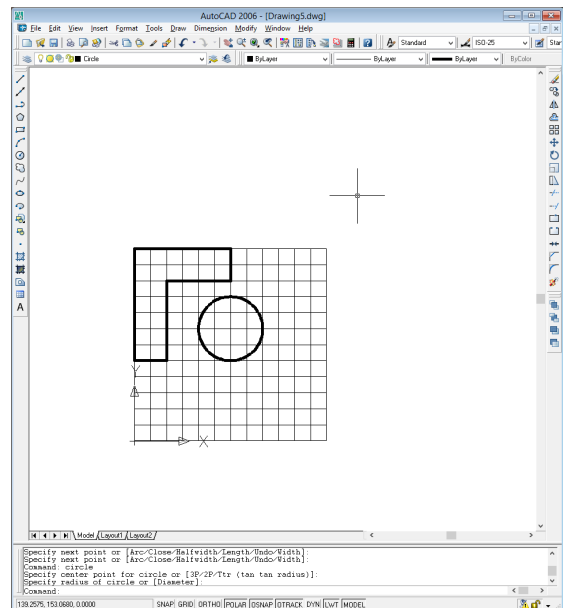 AutoCAD 2006 - [Drawing5.dwg]
File Edit View Insert Format Tools Draw Dimension Modify Window Help
Standard ISO-25 Star
Circle ByLayer ByLayer ByLayer ByColor
A
Y
X
Model Layout1 Layout2
Specify next point or [Arc/Close/Halfwidth/Length/Undo/Width]:
Specify next point or [Arc/Close/Halfwidth/Length/Undo/Width]:
Command: circle
Specify center point for circle or [3P/2P/Ttr (tan tan radius)]:
Specify radius of circle or [Diameter]:
Command:
139.2575, 153.0680, 0.0000 SNAP GRID ORTHO POLAR OSNAP OTRACK DYN LWT MODEL